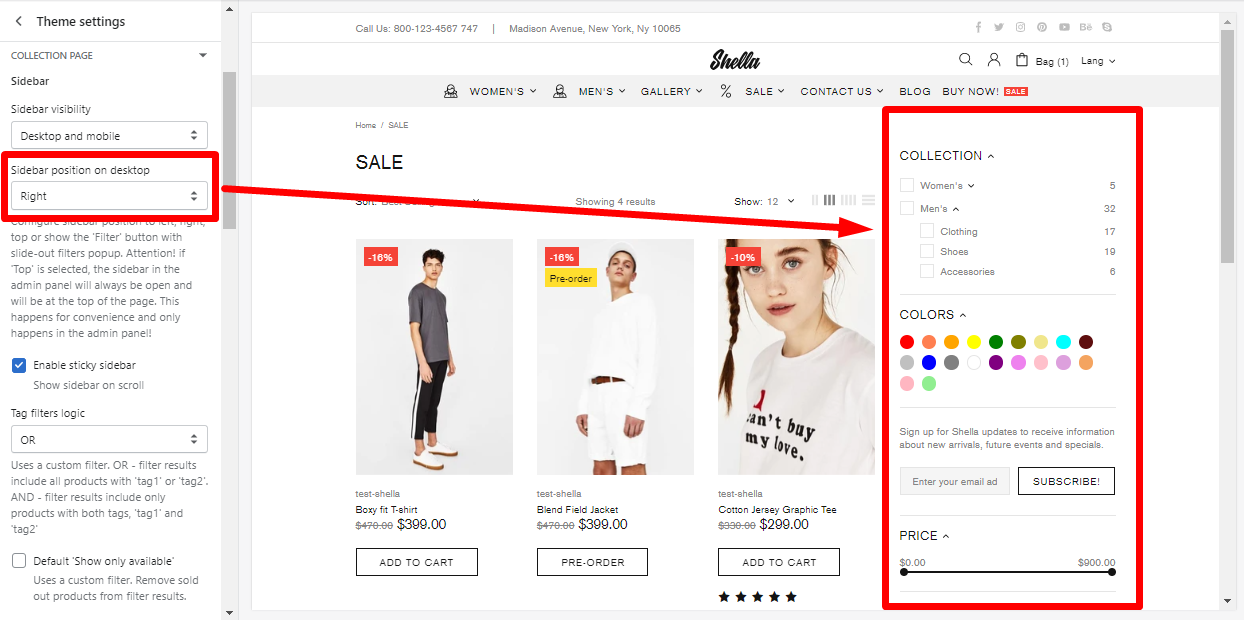 Theme settings
COLLECTION PAGE
Sidebar
Sidebar visibility
Desktop and mobile
Sidebar position on desktop
Right
Configure sidebar position to left, right,
top or show the 'Filter' button with
slide-out filters popup. Attention! if
'Top' is selected, the sidebar in the
admin panel will always be open and
will be at the top of the page. This
happens for convenience and only
happens in the admin panel!
Enable sticky sidebar
Show sidebar on scroll
Tag filters logic
OR
Uses a custom filter. OR - filter results
include all products with 'tag1' or 'tag2'.
AND - filter results include only
products with both tags, 'tag1' and
'tag2'
Default 'Show only available'
Uses a custom filter. Remove sold
out products from filter results.
Call Us: 800-123-4567 747 | Madison Avenue, New York, Ny 10065
Shella
Bag (1) Lang
WOMEN'S MEN'S GALLERY % SALE CONTACT US BLOG BUY NOW! SALE
Home / SALE
SALE
Sort: Showing 4 results Show: 12
-16%
test-shella
Boxy fit T-shirt
$470.00 $399.00
ADD TO CART
-16%
Pre-order
test-shella
Blend Field Jacket
$470.00 $399.00
PRE-ORDER
-10%
can't buy
my love.
test-shella
Cotton Jersey Graphic Tee
$330.00 $299.00
ADD TO CART
COLLECTION
Women's 5
Men's 32
Clothing 17
Shoes 19
Accessories 6
COLORS
Sign up for Shella updates to receive information
about new arrivals, future events and specials.
Enter your email ad SUBSCRIBE!
PRICE
$0.00 $900.00